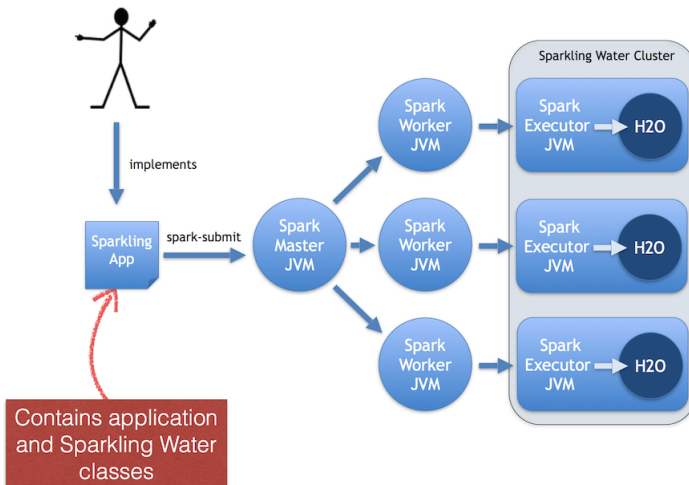 Sparkling Water Cluster
implements
Sparkling
App
spark-submit
Contains application
and Sparkling Water
classes
Spark
Master
JVM
Spark
Worker
JVM
Spark
Executor
JVM
H2O
Spark
Worker
JVM
Spark
Executor
JVM
H2O
Spark
Worker
JVM
Spark
Executor
JVM
H2O